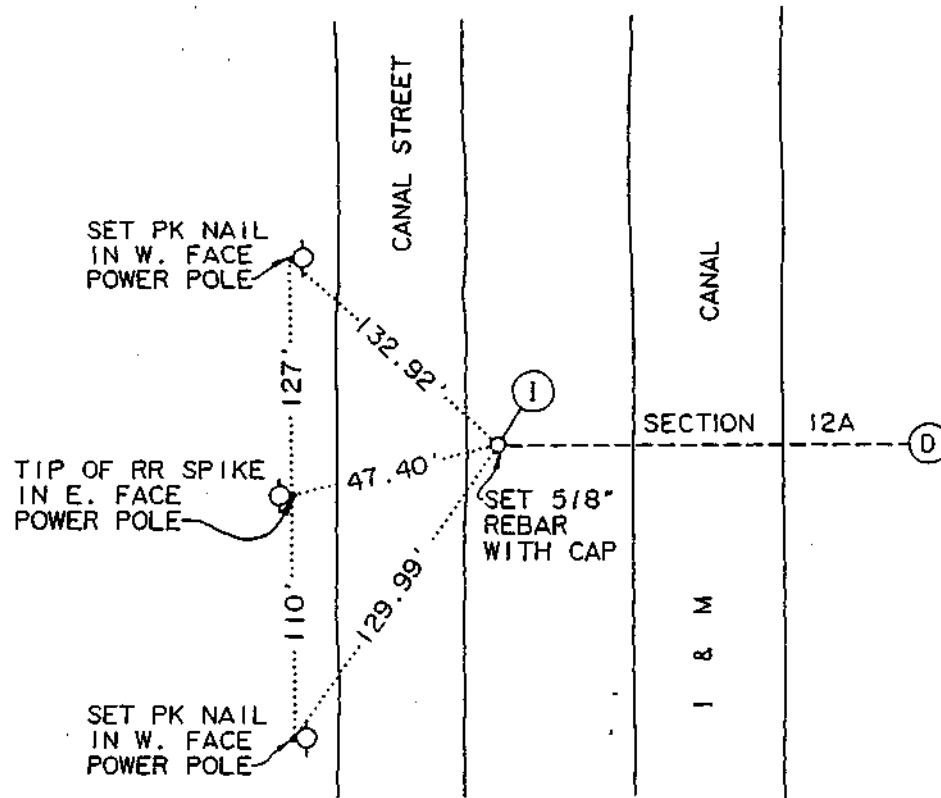 CANAL STREET
SET PK NAIL
IN W. FACE
POWER POLE
CANAL
132.92'
127'
1
SECTION 12A
D
TIP OF RR SPIKE
IN E. FACE
POWER POLE
47.40'
SET 5/8"
REBAR
WITH CAP
129.99'
110'
I & M
SET PK NAIL
IN W. FACE
POWER POLE